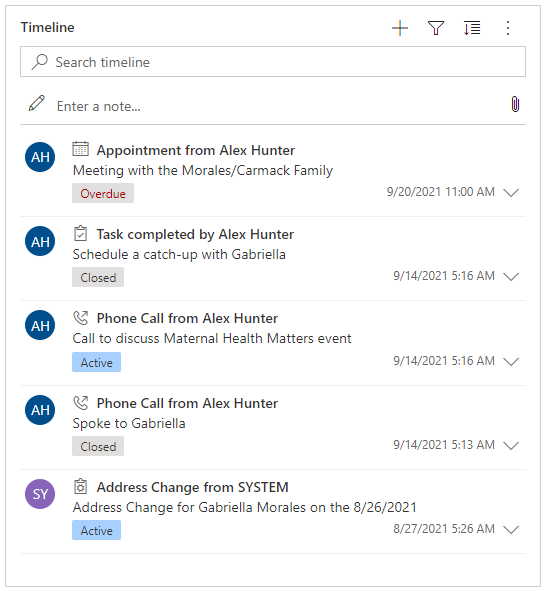 Timeline
Search timeline
Enter a note...
AH
Appointment from Alex Hunter
Meeting with the Morales/Carmack Family
Overdue
9/20/2021 11:00 AM
AH
Task completed by Alex Hunter
Schedule a catch-up with Gabriella
Closed
9/14/2021 5:16 AM
AH
Phone Call from Alex Hunter
Call to discuss Maternal Health Matters event
Active
9/14/2021 5:16 AM
AH
Phone Call from Alex Hunter
Spoke to Gabriella
Closed
9/14/2021 5:13 AM
SY
Address Change from SYSTEM
Address Change for Gabriella Morales on the 8/26/2021
Active
8/27/2021 5:26 AM